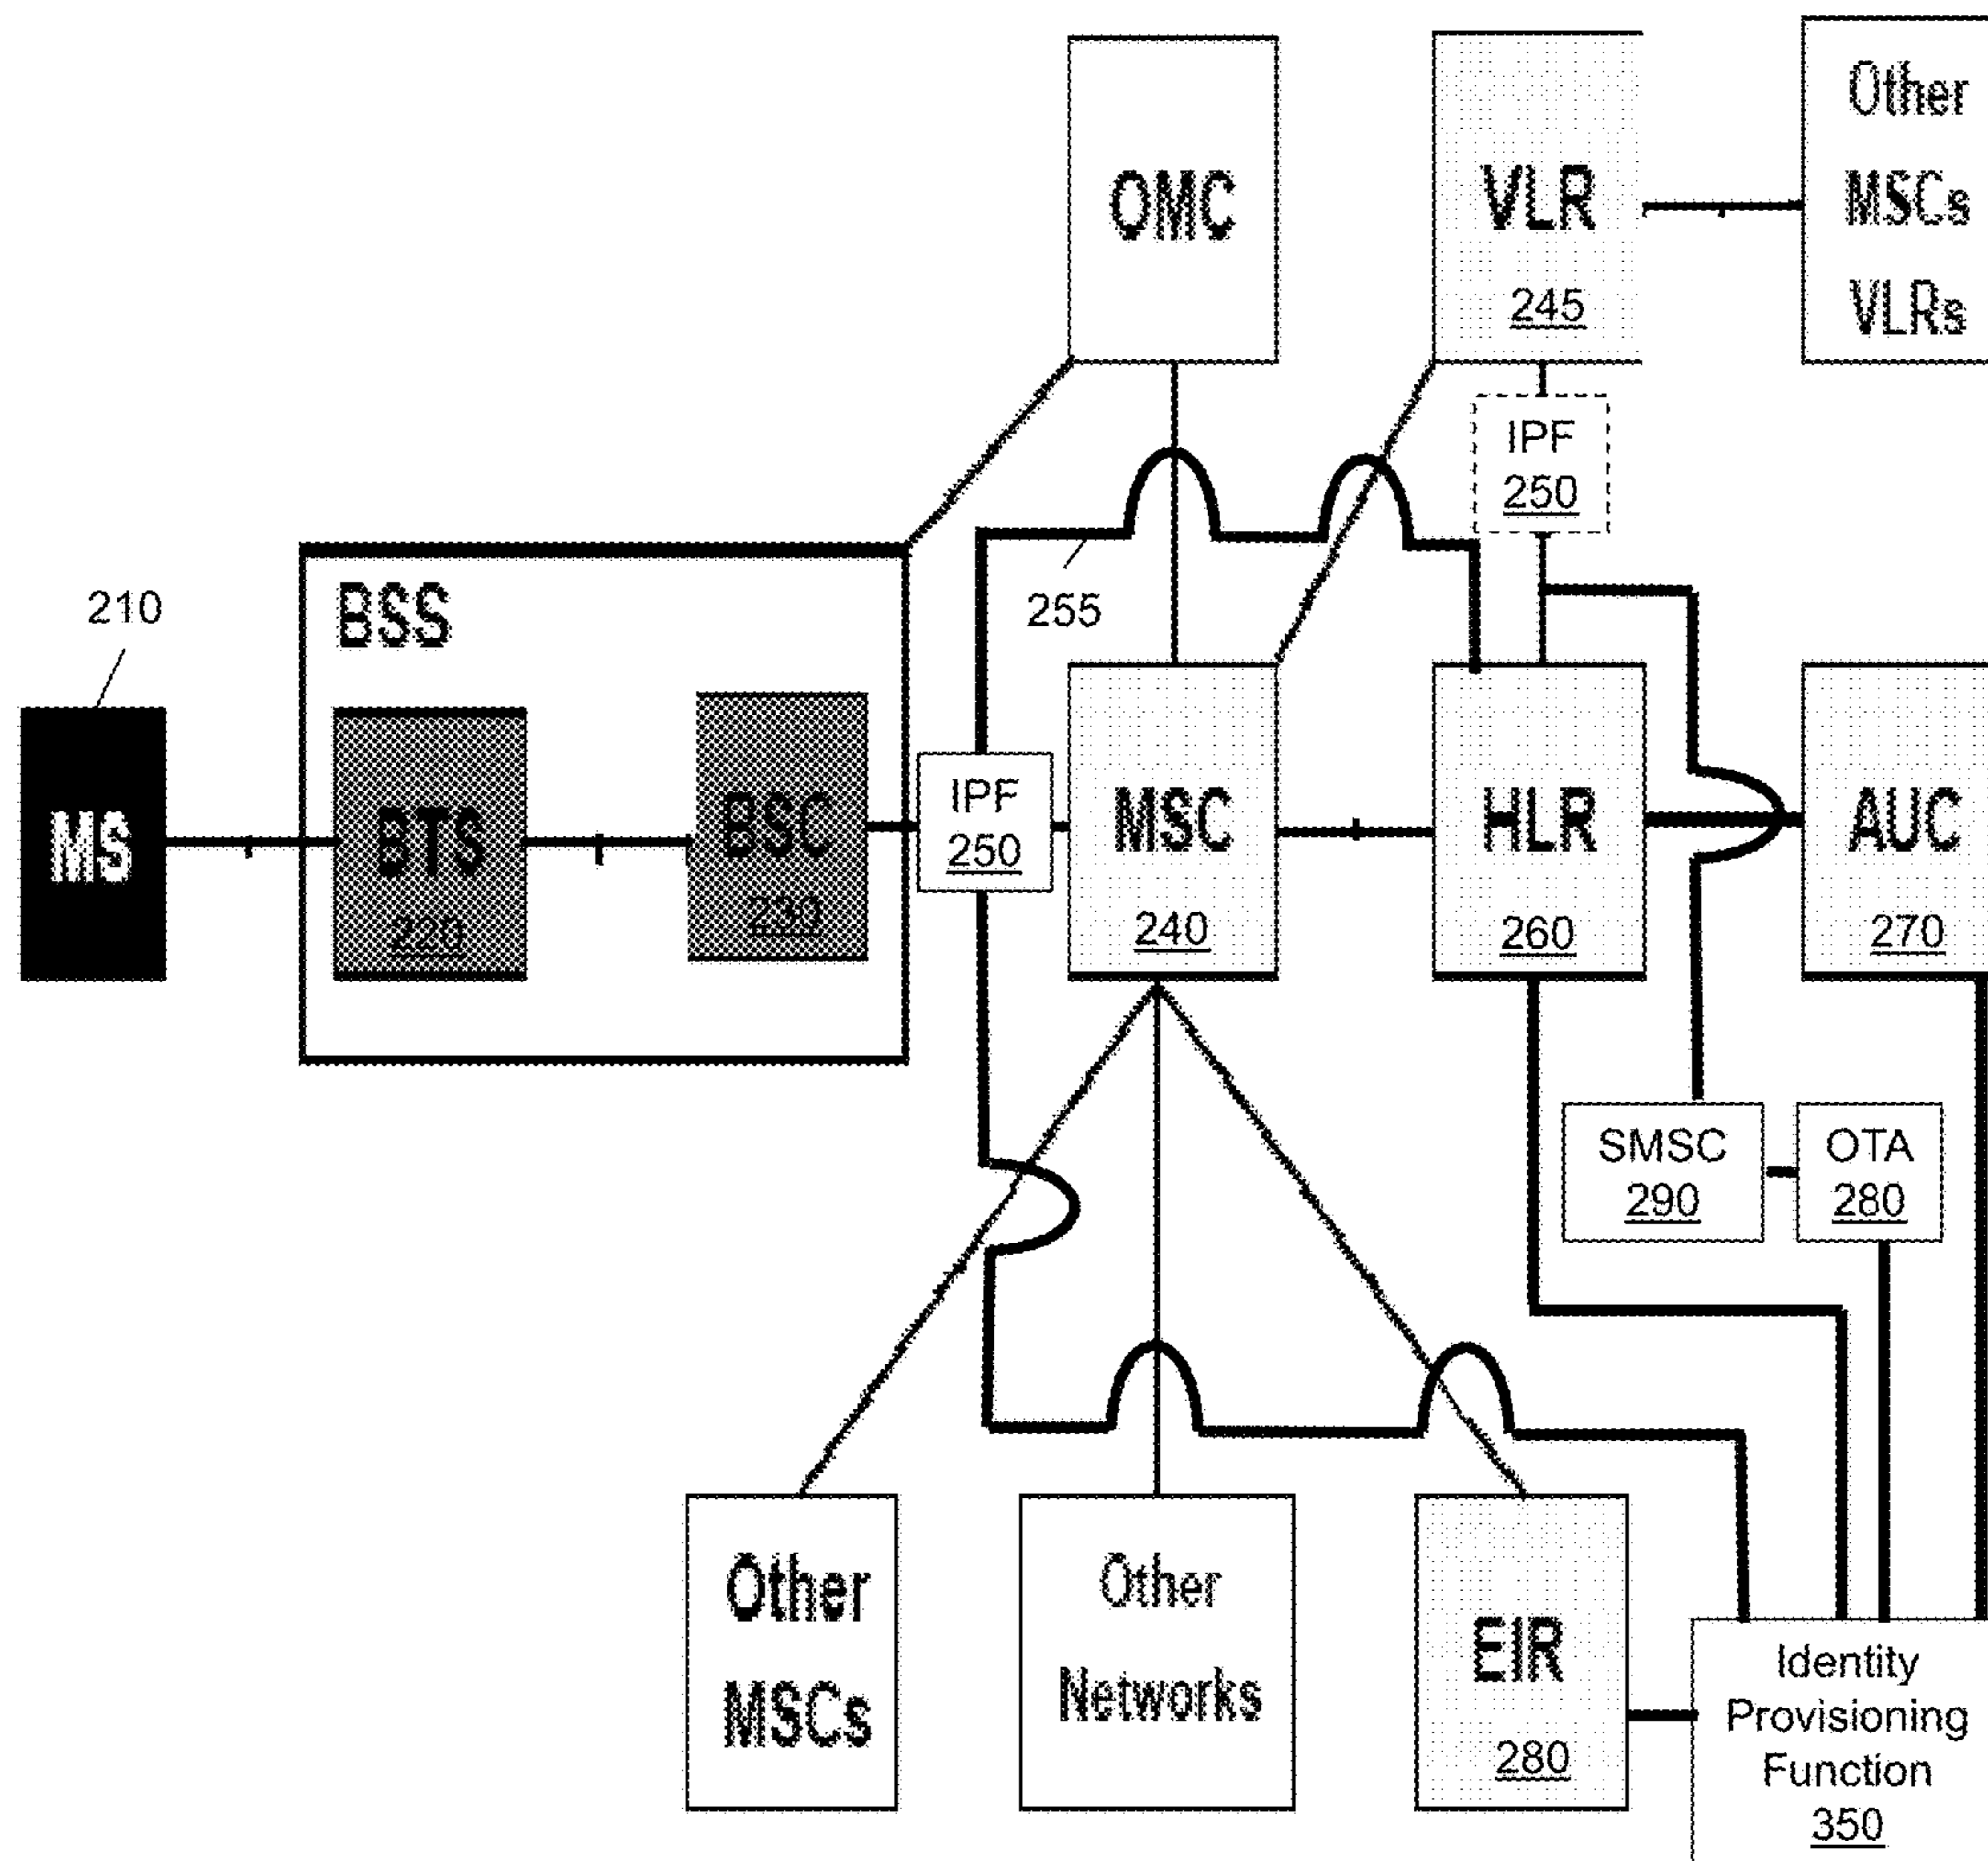 OMC
VLR
245
Other
MSCs
VLRs
IPF
250
255
210
BSS
MS
BTS
220
BSC
230
IPF
250
MSC
240
HLR
260
AUC
270
SMSC
290
OTA
280
Other
MSCs
Other
Networks
EIR
280
Identity
Provisioning
Function
350